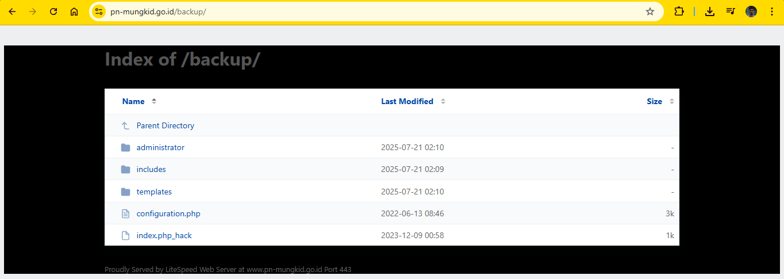 pn-mungkid.go.id/backup/
Index of /backup/
Name Last Modified Size
Parent Directory
administrator 2025-07-21 02:10 -
includes 2025-07-21 02:09 -
templates 2025-07-21 02:10 -
configuration.php 2022-06-13 08:46 3k
index.php_hack 2023-12-09 00:58 1k
Proudly Served by LiteSpeed Web Server at www.pn-mungkid.go.id Port 443